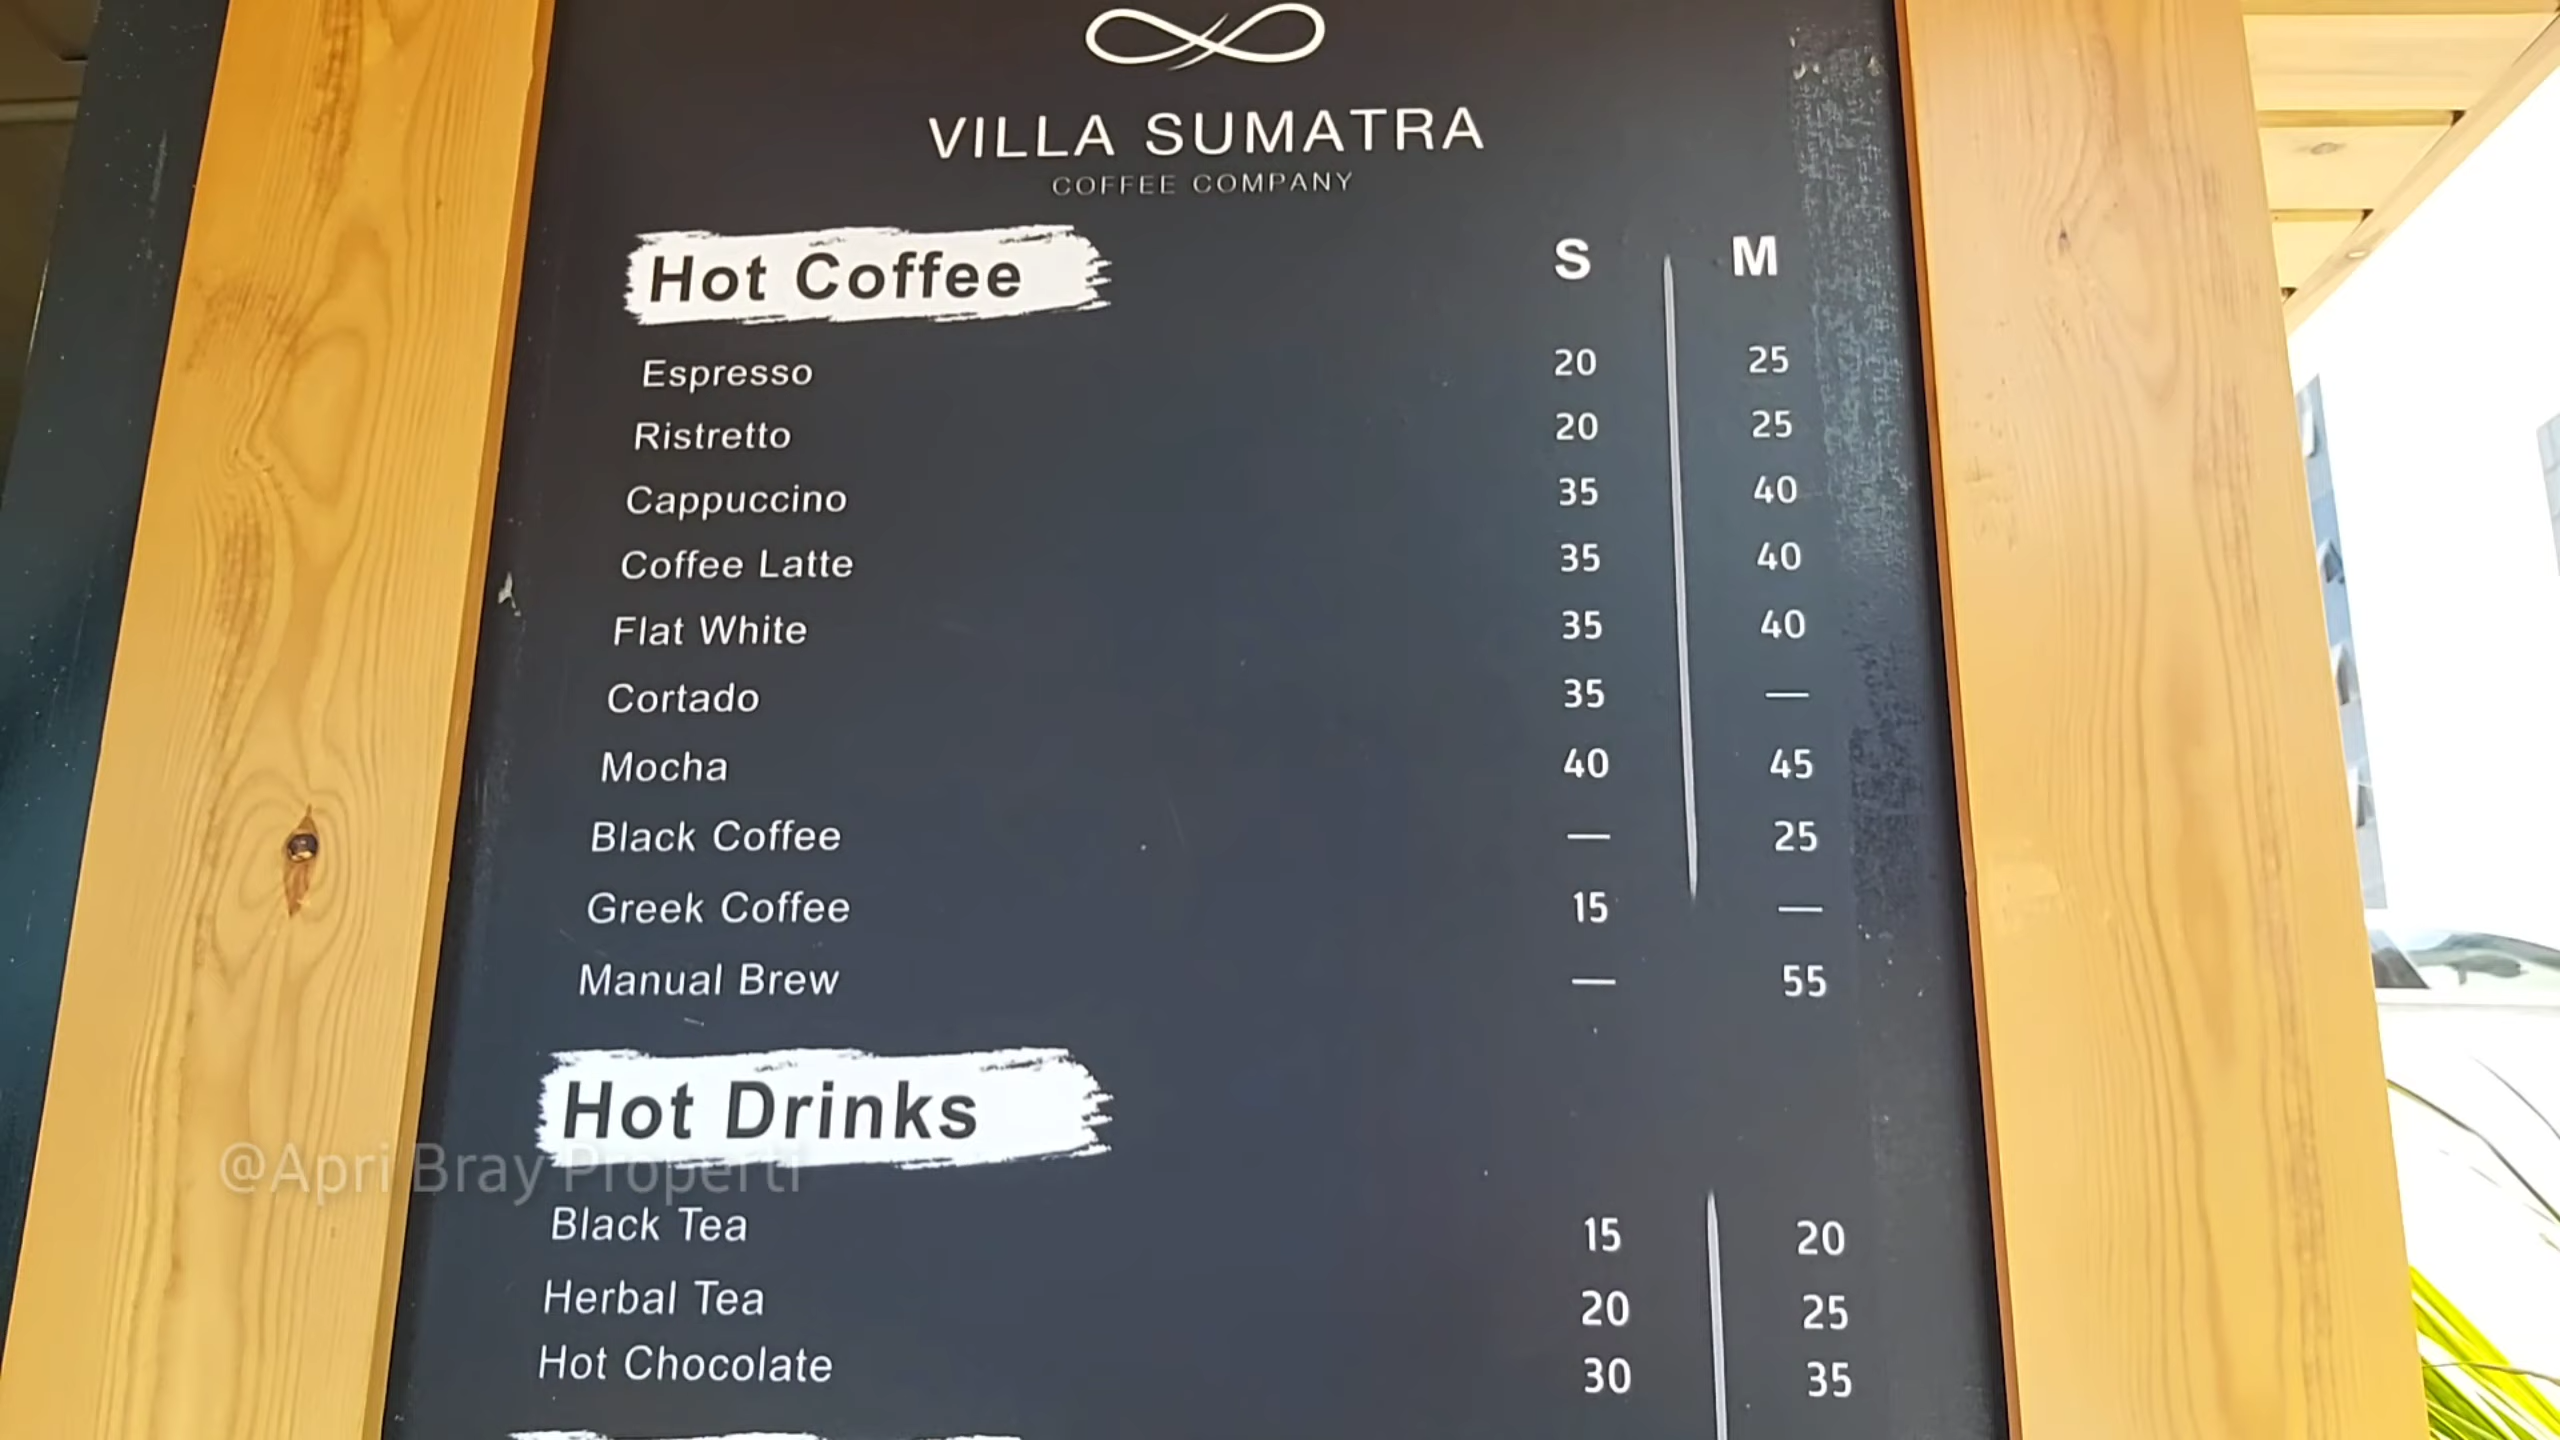 VILLA SUMATRA
COFFEE COMPANY
Hot Coffee S M
Espresso 20 25
Ristretto 20 25
Cappuccino 35 40
Coffee Latte 35 40
Flat White 35 40
Cortado 35 —
Mocha 40 45
Black Coffee — 25
Greek Coffee 15 —
Manual Brew — 55
Hot Drinks
@Apri Bray Properti
Black Tea 15 20
Herbal Tea 20 25
Hot Chocolate 30 35